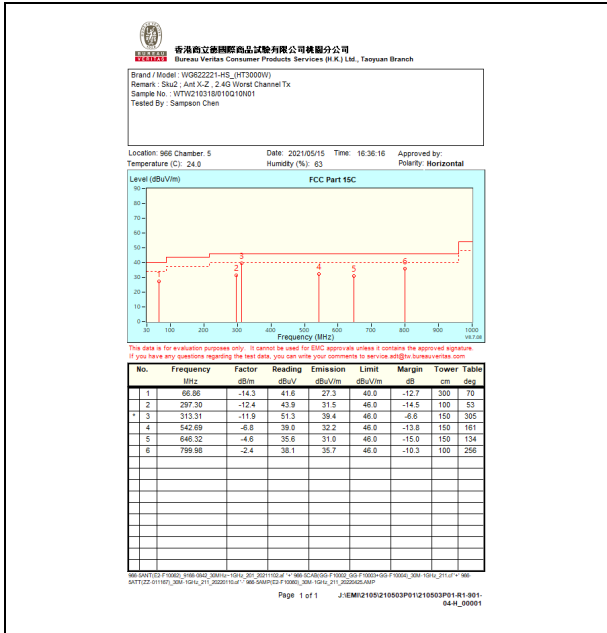 BUREAU
VERITAS
香港商立德國際商品試驗有限公司桃園分公司
Bureau Veritas Consumer Products Services (H.K.) Ltd., Taoyuan Branch
Brand / Model : WG622221-HS_(HT3000W)
Remark : Sku2 ; Ant X-Z , 2.4G Worst Channel Tx
Sample No. : WTW210318/010Q10N01
Tested By : Sampson Chen
Location: 966 Chamber. 5 Date: 2021/05/15 Time: 16:36:16 Approved by:
Temperature (C): 24.0 Humidity (%): 63 Polarity: Horizontal
Level (dBuV/m) FCC Part 15C
90
80
70
60
50
40
30
20
10
0
1 2 3 4 5 6
30 100 200 300 400 500 600 700 800 900 1000
Frequency (MHz)
This data is for evaluation purposes only. It cannot be used for EMC approvals unless it contains the approved signature.
If you have any questions regarding the test data, you can write your comments to service.adt@tw.bureauveritas.com
No. Frequency Factor Reading Emission Limit Margin Tower Table
MHz dB/m dBuV dBuV/m dBuV/m dB cm deg
1 66.86 -14.3 41.6 27.3 40.0 -12.7 300 70
2 297.30 -12.4 43.9 31.5 46.0 -14.5 100 53
* 3 313.31 -11.9 51.3 39.4 46.0 -6.6 150 305
4 542.69 -6.8 39.0 32.2 46.0 -13.8 150 161
5 646.32 -4.6 35.6 31.0 46.0 -15.0 150 134
6 799.98 -2.4 38.1 35.7 46.0 -10.3 100 256
Page 1 of 1 J:\EMI\2105\210503P01\210503P01-R1-901-
04-H_00001